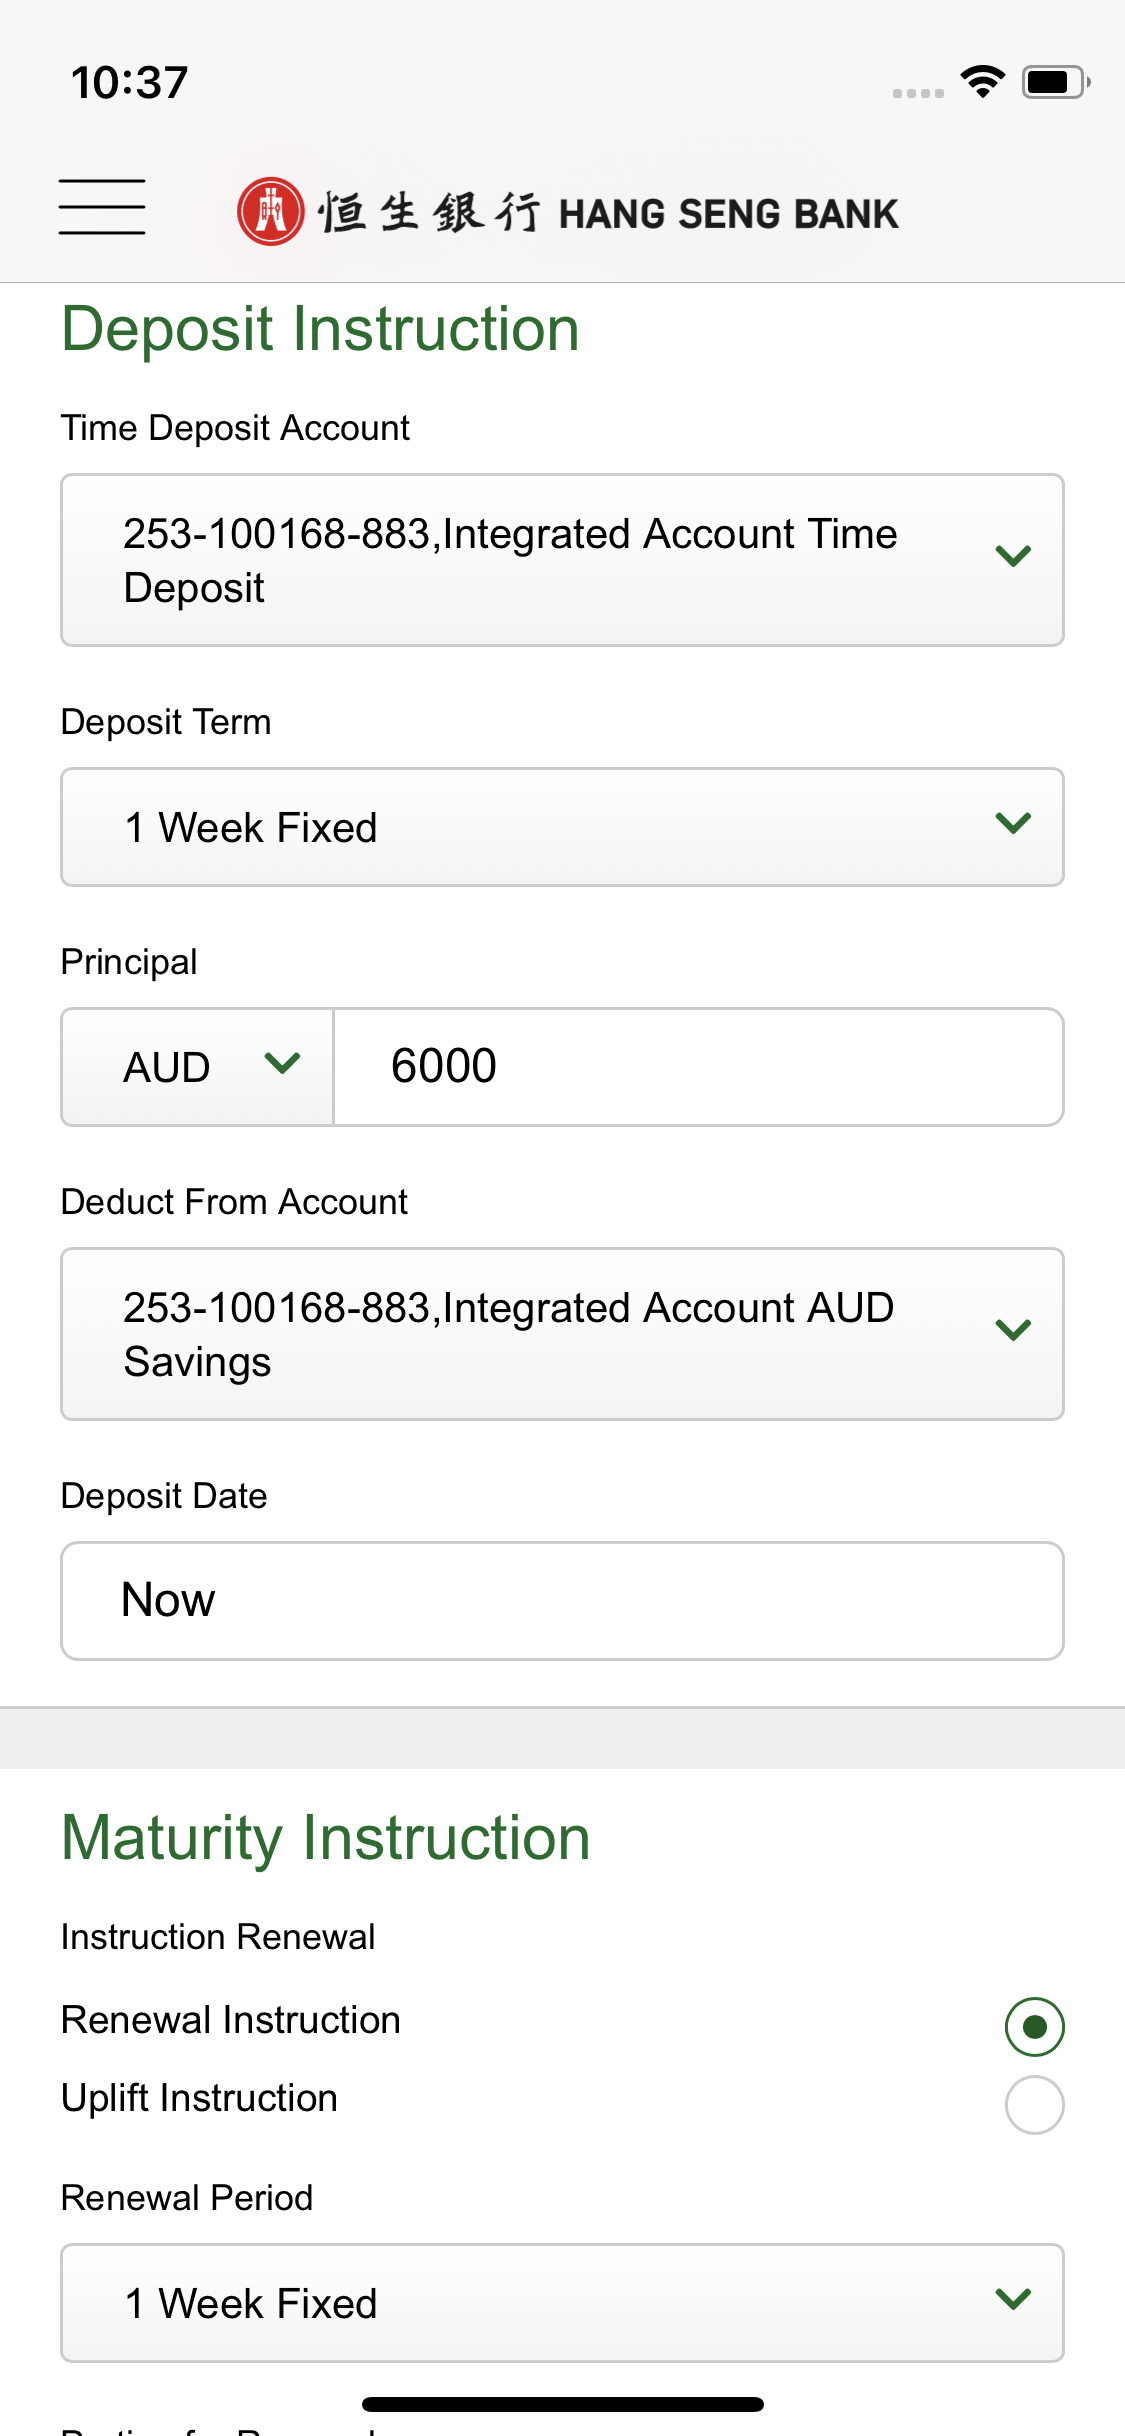 10:37
恒生銀行 HANG SENG BANK
Deposit Instruction
Time Deposit Account
253-100168-883,Integrated Account Time
Deposit
Deposit Term
1 Week Fixed
Principal
AUD 6000
Deduct From Account
253-100168-883,Integrated Account AUD
Savings
Deposit Date
Now
Maturity Instruction
Instruction Renewal
Renewal Instruction
Uplift Instruction
Renewal Period
1 Week Fixed